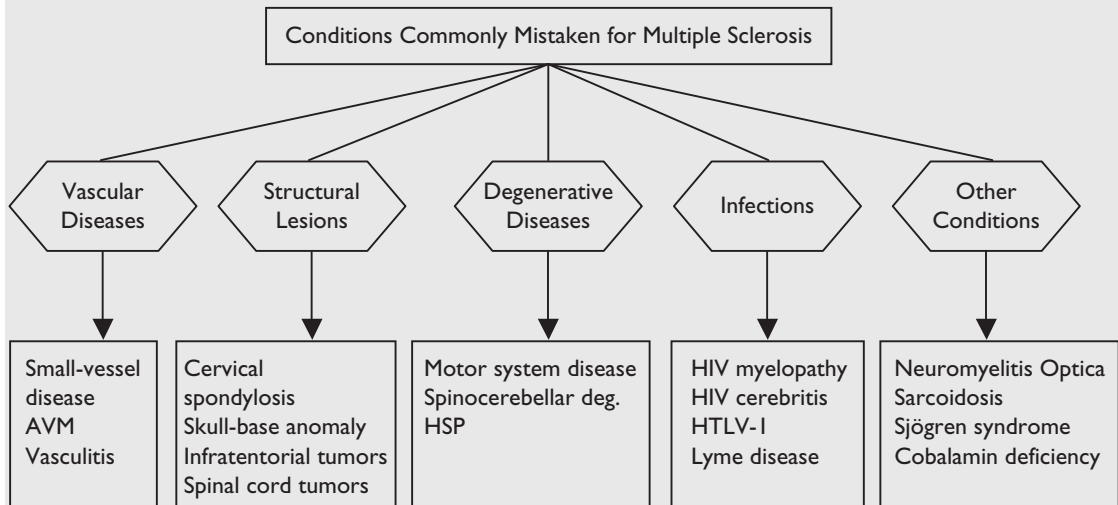 Conditions Commonly Mistaken for Multiple Sclerosis
Vascular
Diseases
Structural
Lesions
Degenerative
Diseases
Infections
Other
Conditions
Small-vessel
disease
AVM
Vasculitis
Cervical
spondylosis
Skull-base anomaly
Infratentorial tumors
Spinal cord tumors
Motor system disease
Spinocerebellar deg.
HSP
HIV myelopathy
HIV cerebritis
HTLV-1
Lyme disease
Neuromyelitis Optica
Sarcoidosis
Sjögren syndrome
Cobalamin deficiency